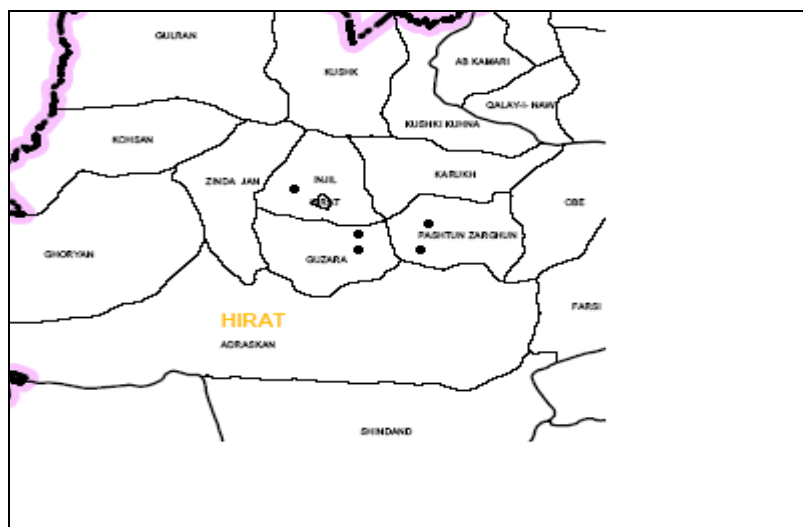 GULRAN
KUSHK
AB KAMARI
QALAY-I- NAW
KUSHKI KUHNA
KOHSAN
ZINDA JAN
INJIL
KARUKH
HIRAT
OBE
PASHTUN ZARGHUN
GHORYAN
GUZARA
FARSI
HIRAT
ADRASKAN
SHINDAND